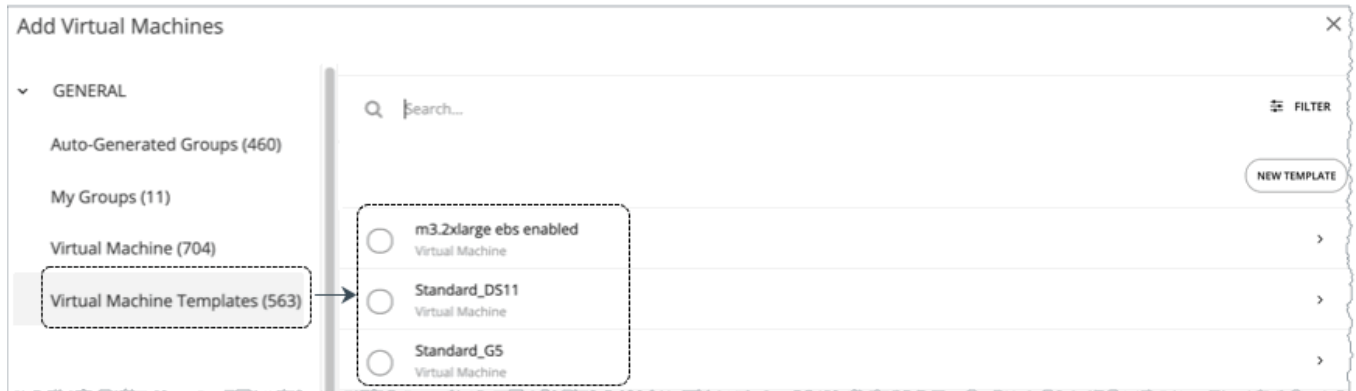 Add Virtual Machines
GENERAL
Auto-Generated Groups (460)
My Groups (11)
Virtual Machine (704)
Virtual Machine Templates (563)
Search...
FILTER
NEW TEMPLATE
m3.2xlarge ebs enabled
Virtual Machine
Standard_DS11
Virtual Machine
Standard_G5
Virtual Machine